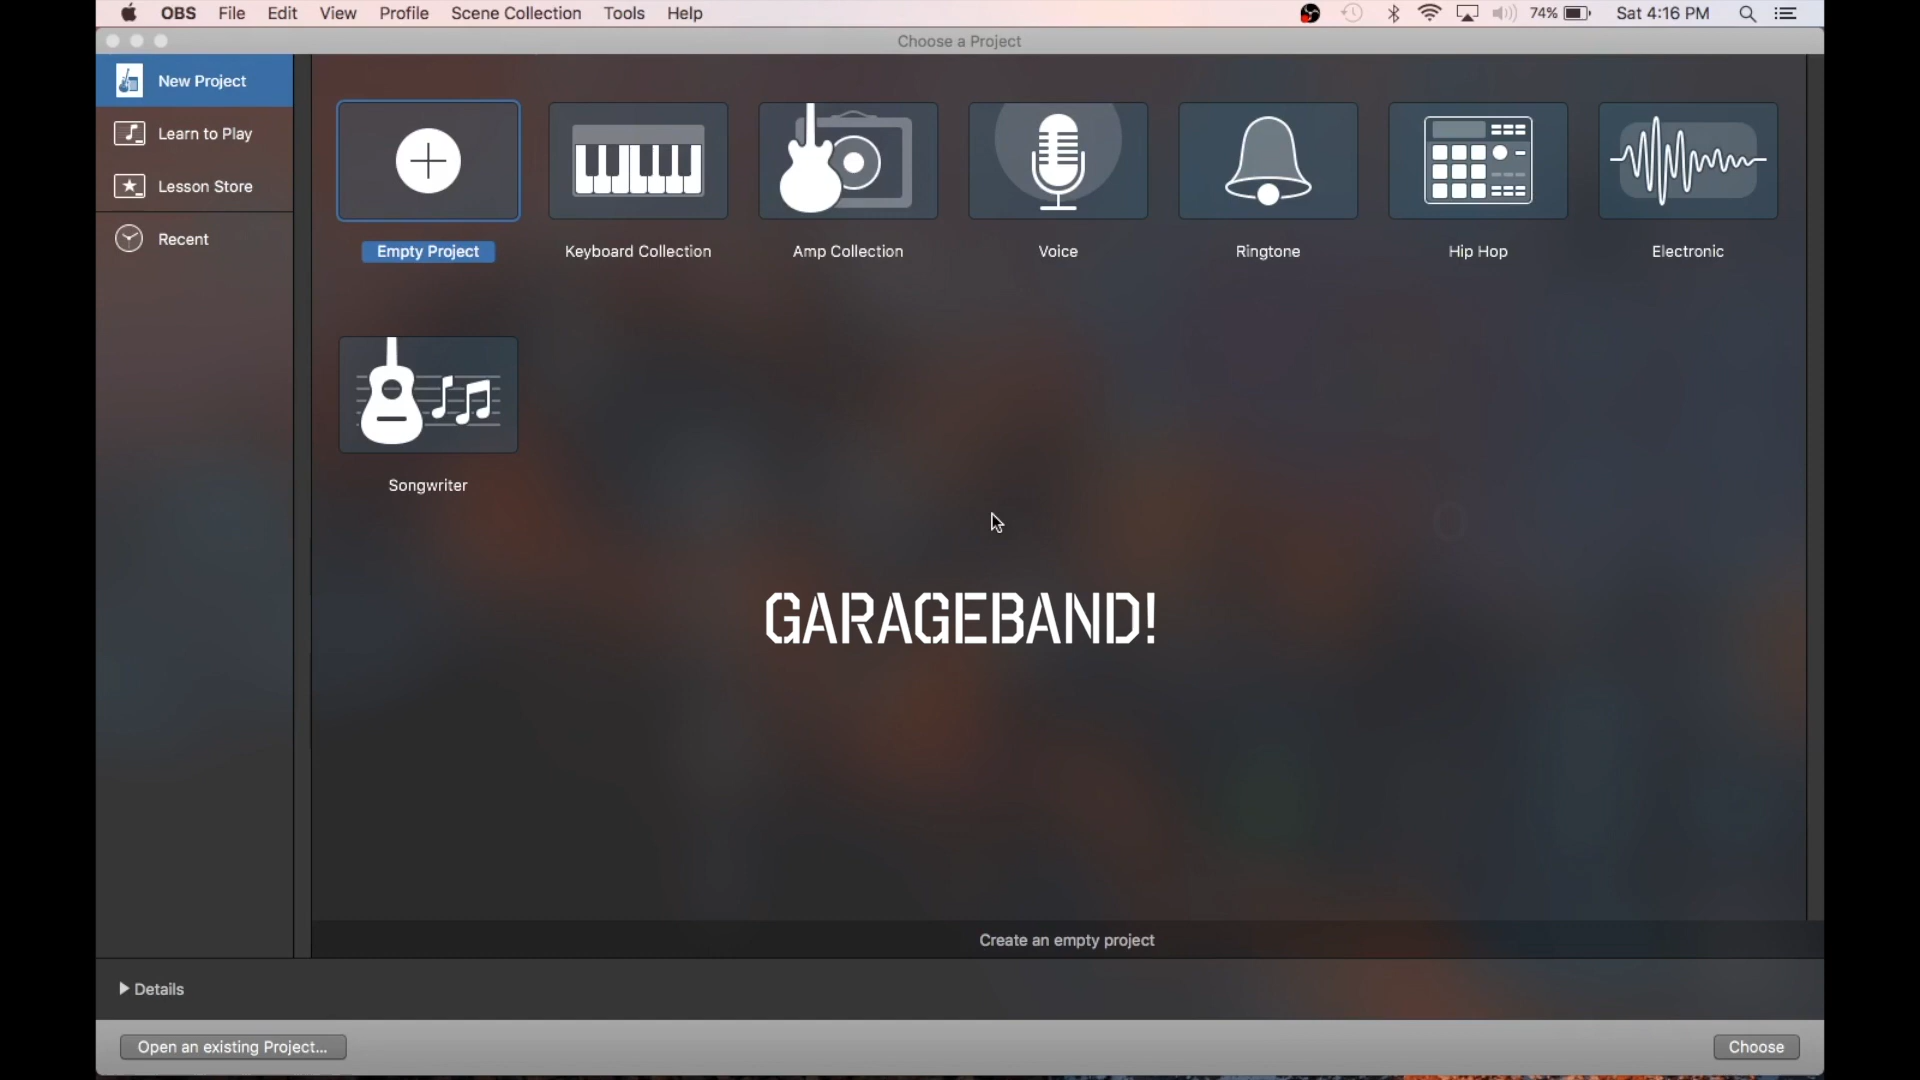 OBS File Edit View Profile Scene Collection Tools Help 74% Sat 4:16 PM
Choose a Project
New Project
Learn to Play
Lesson Store
Recent
Empty Project Keyboard Collection Amp Collection Voice Ringtone Hip Hop Electronic
Songwriter
GARAGEBAND!
Create an empty project
Details
Open an existing Project... Choose